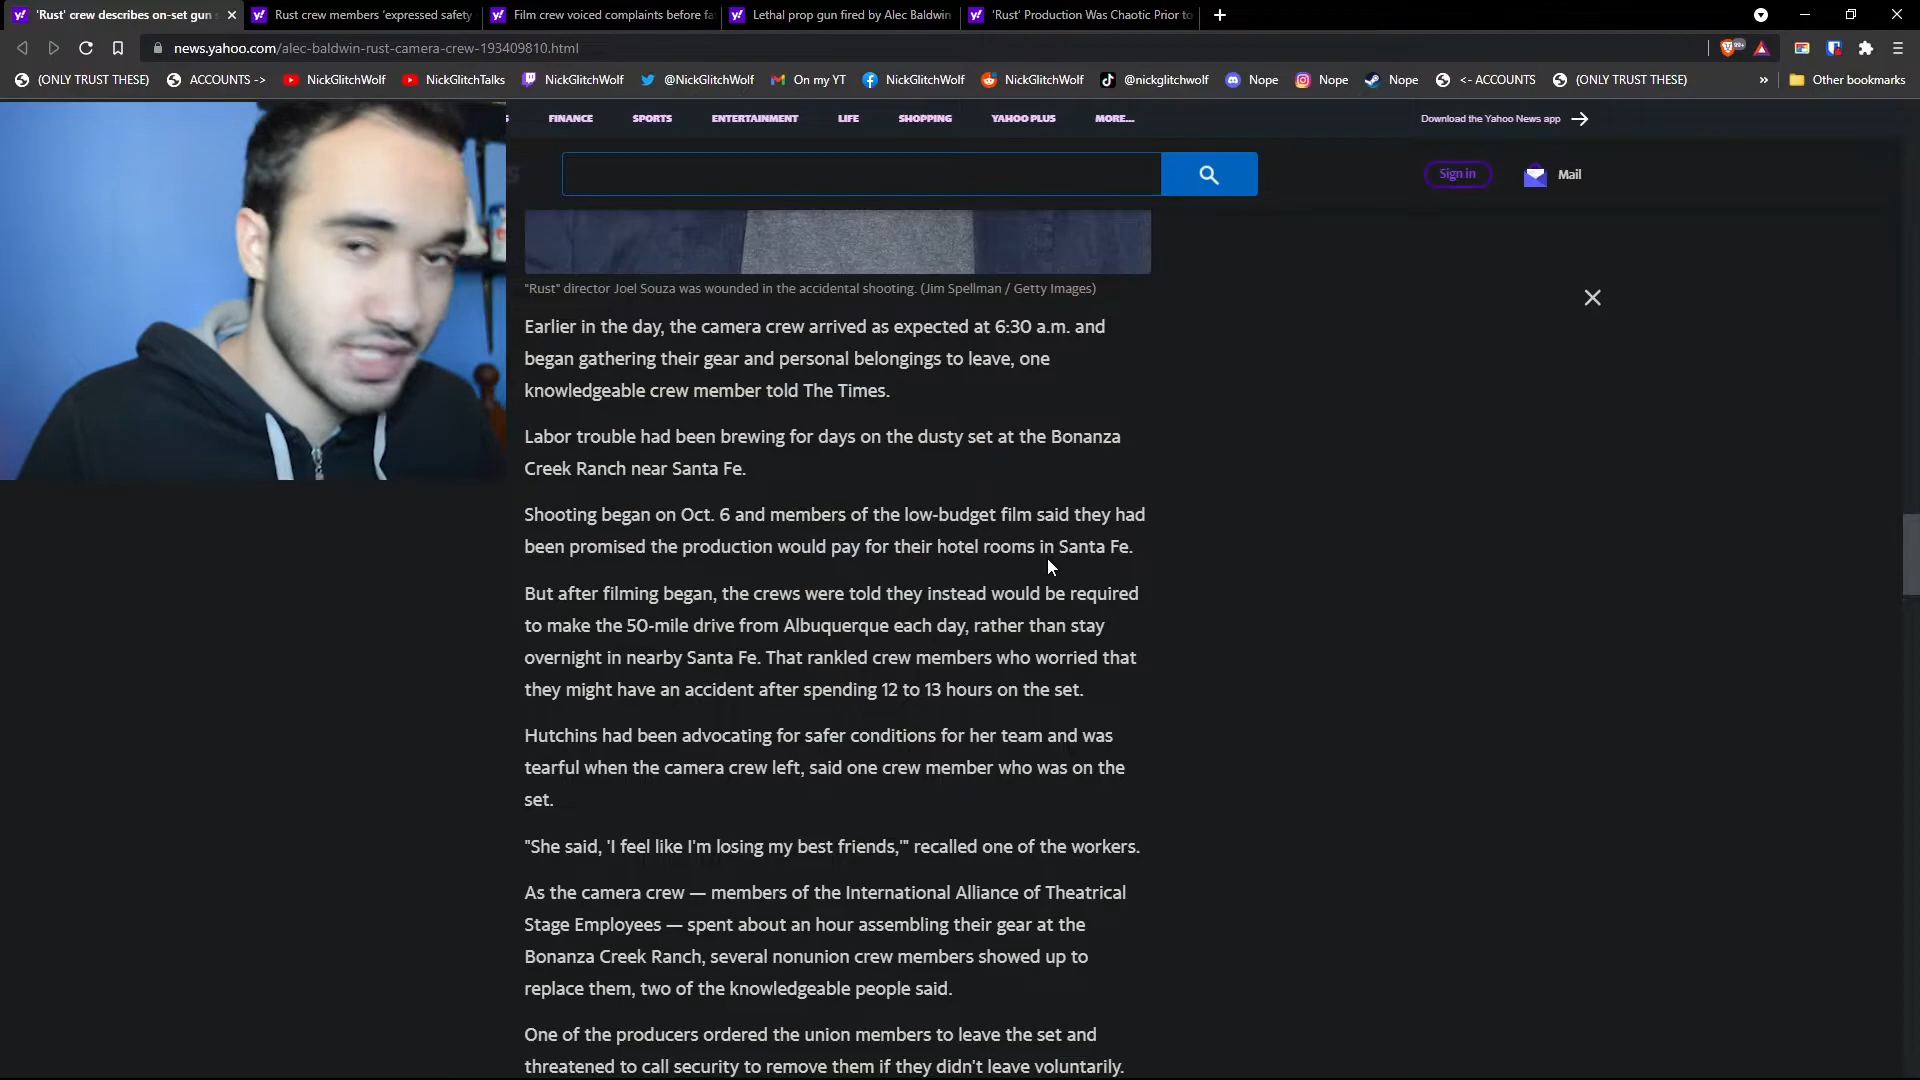 'Rust' crew describes on-set gun
Rust crew members 'expressed safety
Film crew voiced complaints before fa
Lethal prop gun fired by Alec Baldwin
'Rust' Production Was Chaotic Prior to
news.yahoo.com/alec-baldwin-rust-camera-crew-193409810.html
99+
(ONLY TRUST THESE)
ACCOUNTS ->
NickGlitchWolf
NickGlitchTalks
NickGlitchWolf
@NickGlitchWolf
On my YT
NickGlitchWolf
NickGlitchWolf
@nickglitchwolf
Nope
Nope
Nope
<- ACCOUNTS
(ONLY TRUST THESE)
»
Other bookmarks
FINANCE
SPORTS
ENTERTAINMENT
LIFE
SHOPPING
YAHOO PLUS
MORE...
Download the Yahoo News app
Sign in
Mail
"Rust" director Joel Souza was wounded in the accidental shooting. (Jim Spellman / Getty Images)
Earlier in the day, the camera crew arrived as expected at 6:30 a.m. and
began gathering their gear and personal belongings to leave, one
knowledgeable crew member told The Times.
Labor trouble had been brewing for days on the dusty set at the Bonanza
Creek Ranch near Santa Fe.
Shooting began on Oct. 6 and members of the low-budget film said they had
been promised the production would pay for their hotel rooms in Santa Fe.
But after filming began, the crews were told they instead would be required
to make the 50-mile drive from Albuquerque each day, rather than stay
overnight in nearby Santa Fe. That rankled crew members who worried that
they might have an accident after spending 12 to 13 hours on the set.
Hutchins had been advocating for safer conditions for her team and was
tearful when the camera crew left, said one crew member who was on the
set.
"She said, 'I feel like I'm losing my best friends,'" recalled one of the workers.
As the camera crew — members of the International Alliance of Theatrical
Stage Employees — spent about an hour assembling their gear at the
Bonanza Creek Ranch, several nonunion crew members showed up to
replace them, two of the knowledgeable people said.
One of the producers ordered the union members to leave the set and
threatened to call security to remove them if they didn't leave voluntarily.